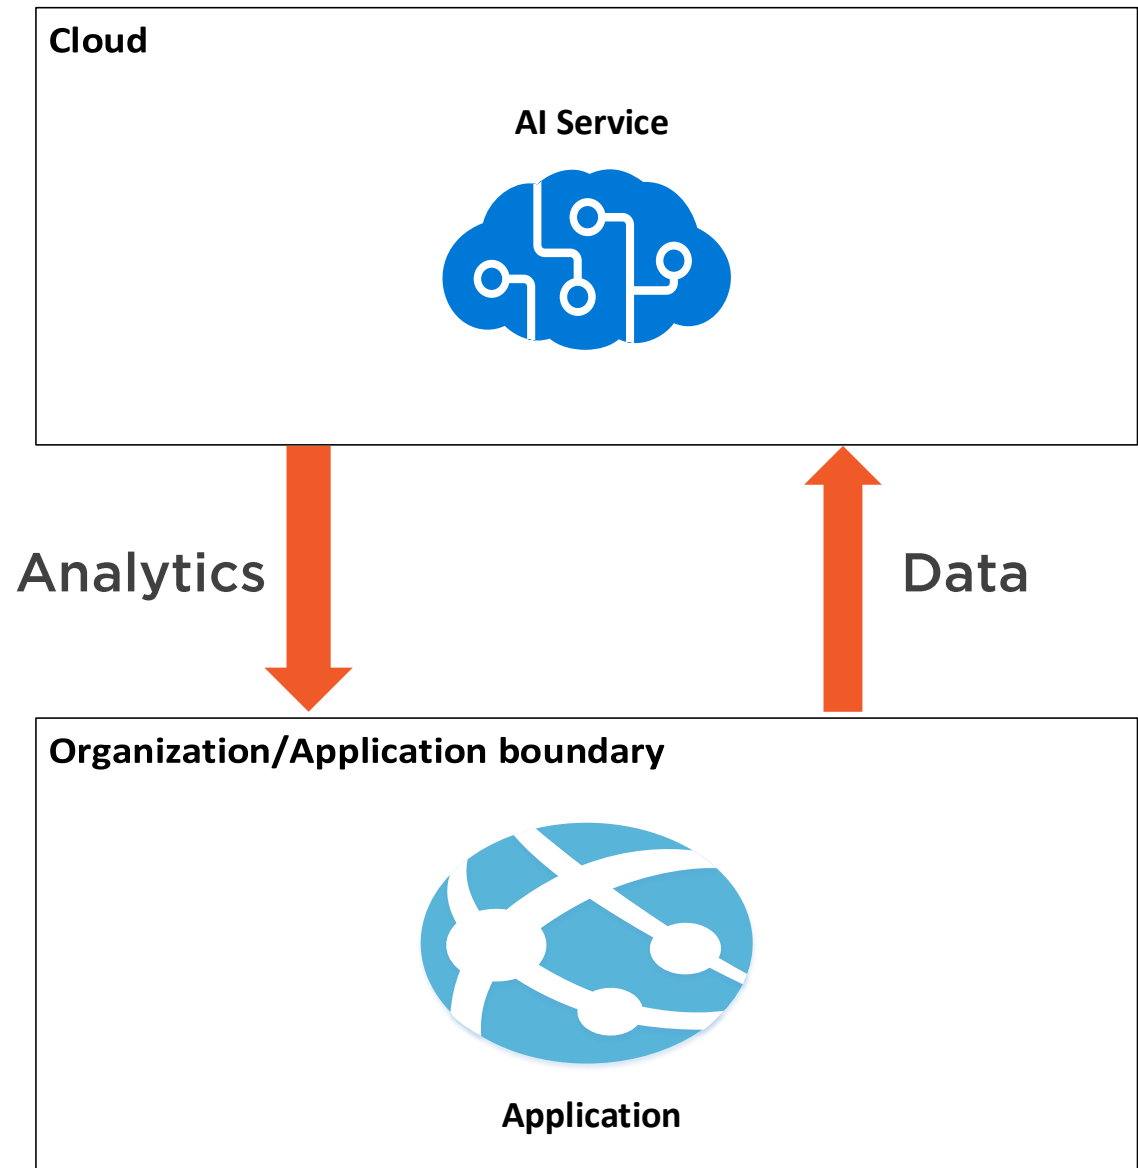 Cloud
AI Service
Analytics
Data
Organization/Application boundary
Application